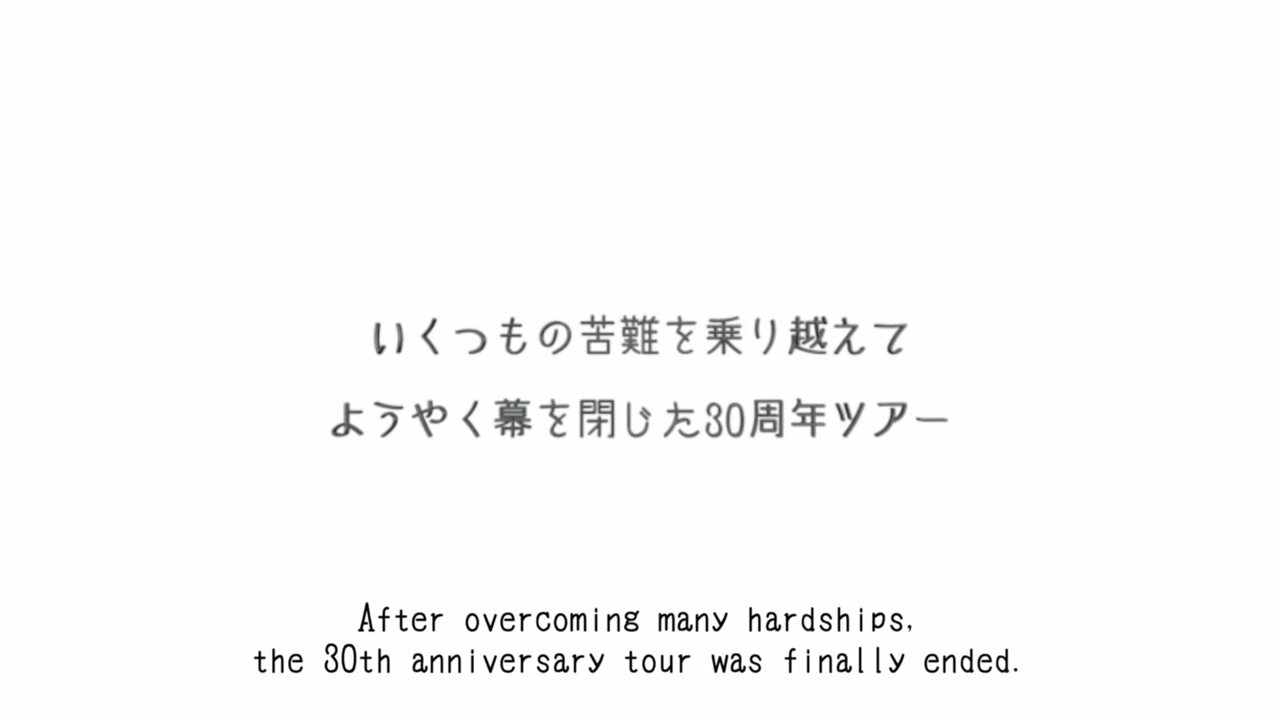 いくつもの苦難を乗り越えて
ようやく幕を閉じた30周年ツアー
After overcoming many hardships,
the 30th anniversary tour was finally ended.